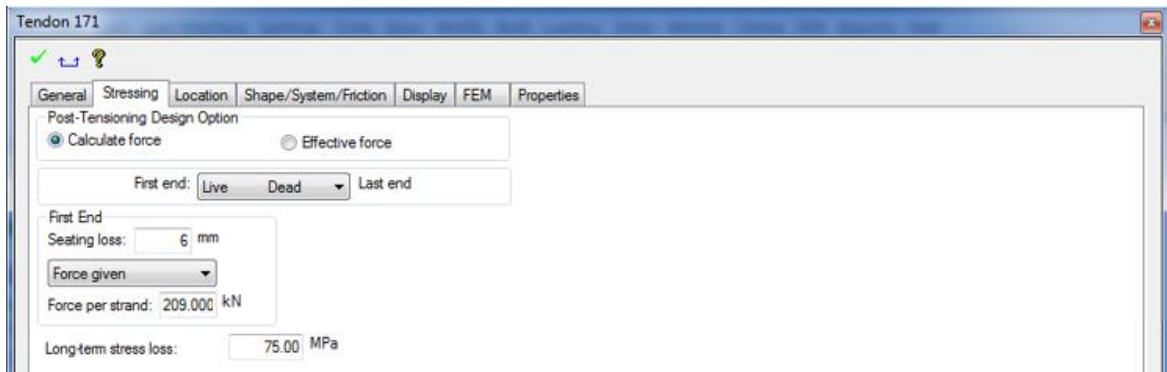 Tendon 171
General Stressing Location Shape/System/Friction Display FEM Properties
Post-Tensioning Design Option
Calculate force Effective force
First end: Live Dead Last end
First End
Seating loss: 6 mm
Force given
Force per strand: 209.000 kN
Long-term stress loss: 75.00 MPa